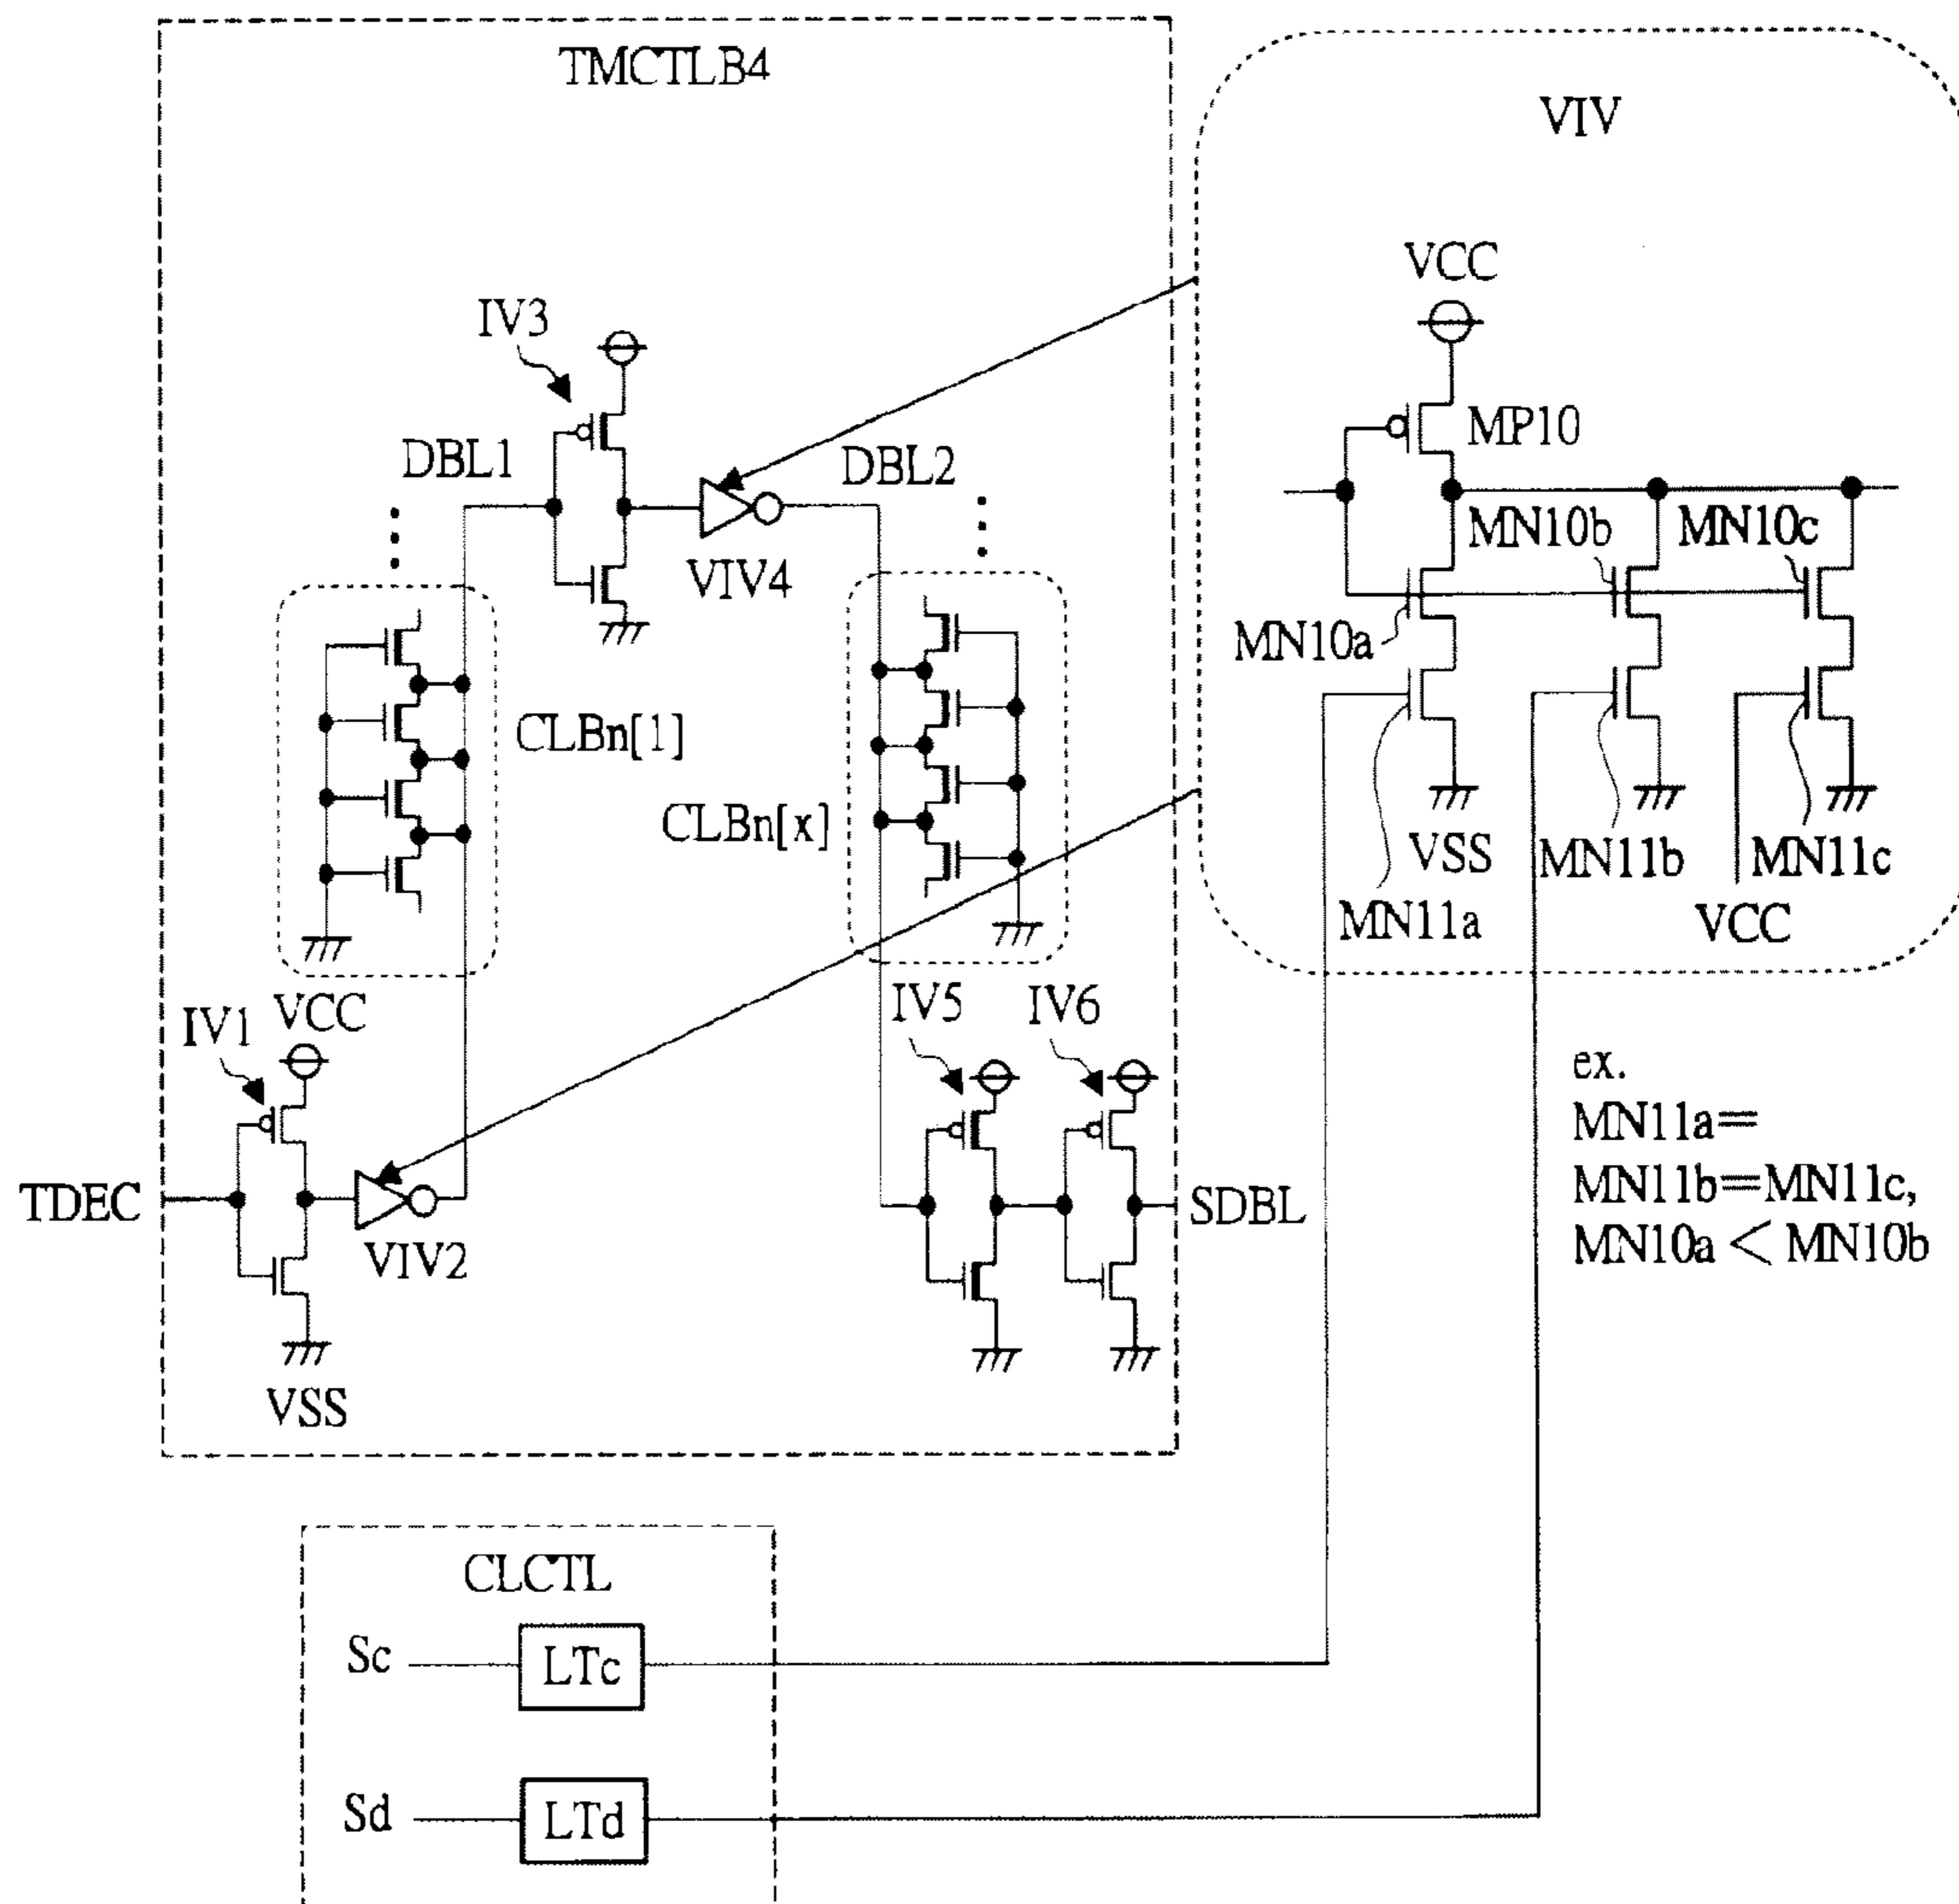 TMCTLB4
VIV
VCC
IV3
MP10
DBL1
DBL2
MN10b
MN10c
VIV4
MN10a
CLBn[1]
CLBn[x]
VSS
MN11b
MN11c
MN11a
VCC
IV1
VCC
IV5
IV6
ex.
MN11a=
MN11b=MN11c,
MN10a < MN10b
TDEC
SDBL
VIV2
VSS
CLCTL
Sc
LTc
Sd
LTd